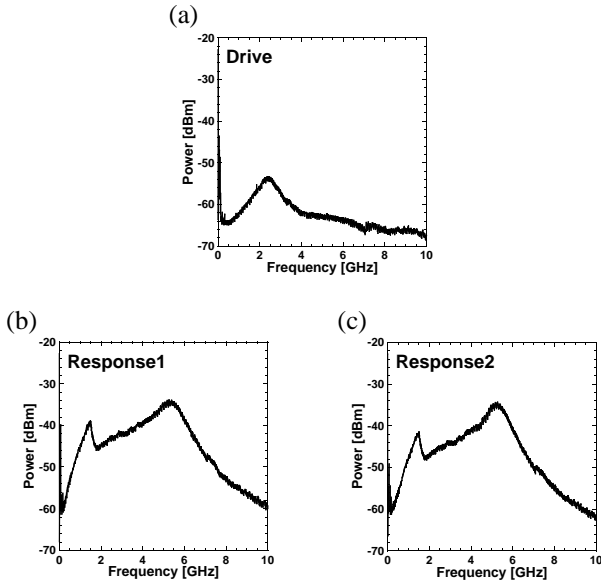 (a)
Drive
Power [dBm]
-20
-30
-40
-50
-60
-70
0 2 4 6 8 10
Frequency [GHz]
(b)
Response1
Power [dBm]
-20
-30
-40
-50
-60
-70
0 2 4 6 8 10
Frequency [GHz]
(c)
Response2
Power [dBm]
-20
-30
-40
-50
-60
-70
0 2 4 6 8 10
Frequency [GHz]